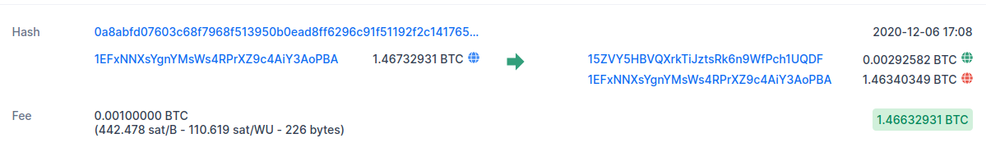 Hash 0a8abfd07603c68f7968f513950b0ead8ff6296c91f51192f2c141765... 2020-12-06 17:08
1EFxNNXsYgnYMsWs4RPrXZ9c4AiY3AoPBA 1.46732931 BTC 15ZVY5HBVQXrkTiJztsRk6n9WfPch1UQDF 0.00292582 BTC
1EFxNNXsYgnYMsWs4RPrXZ9c4AiY3AoPBA 1.46340349 BTC
Fee 0.00100000 BTC 1.46632931 BTC
(442.478 sat/B - 110.619 sat/WU - 226 bytes)